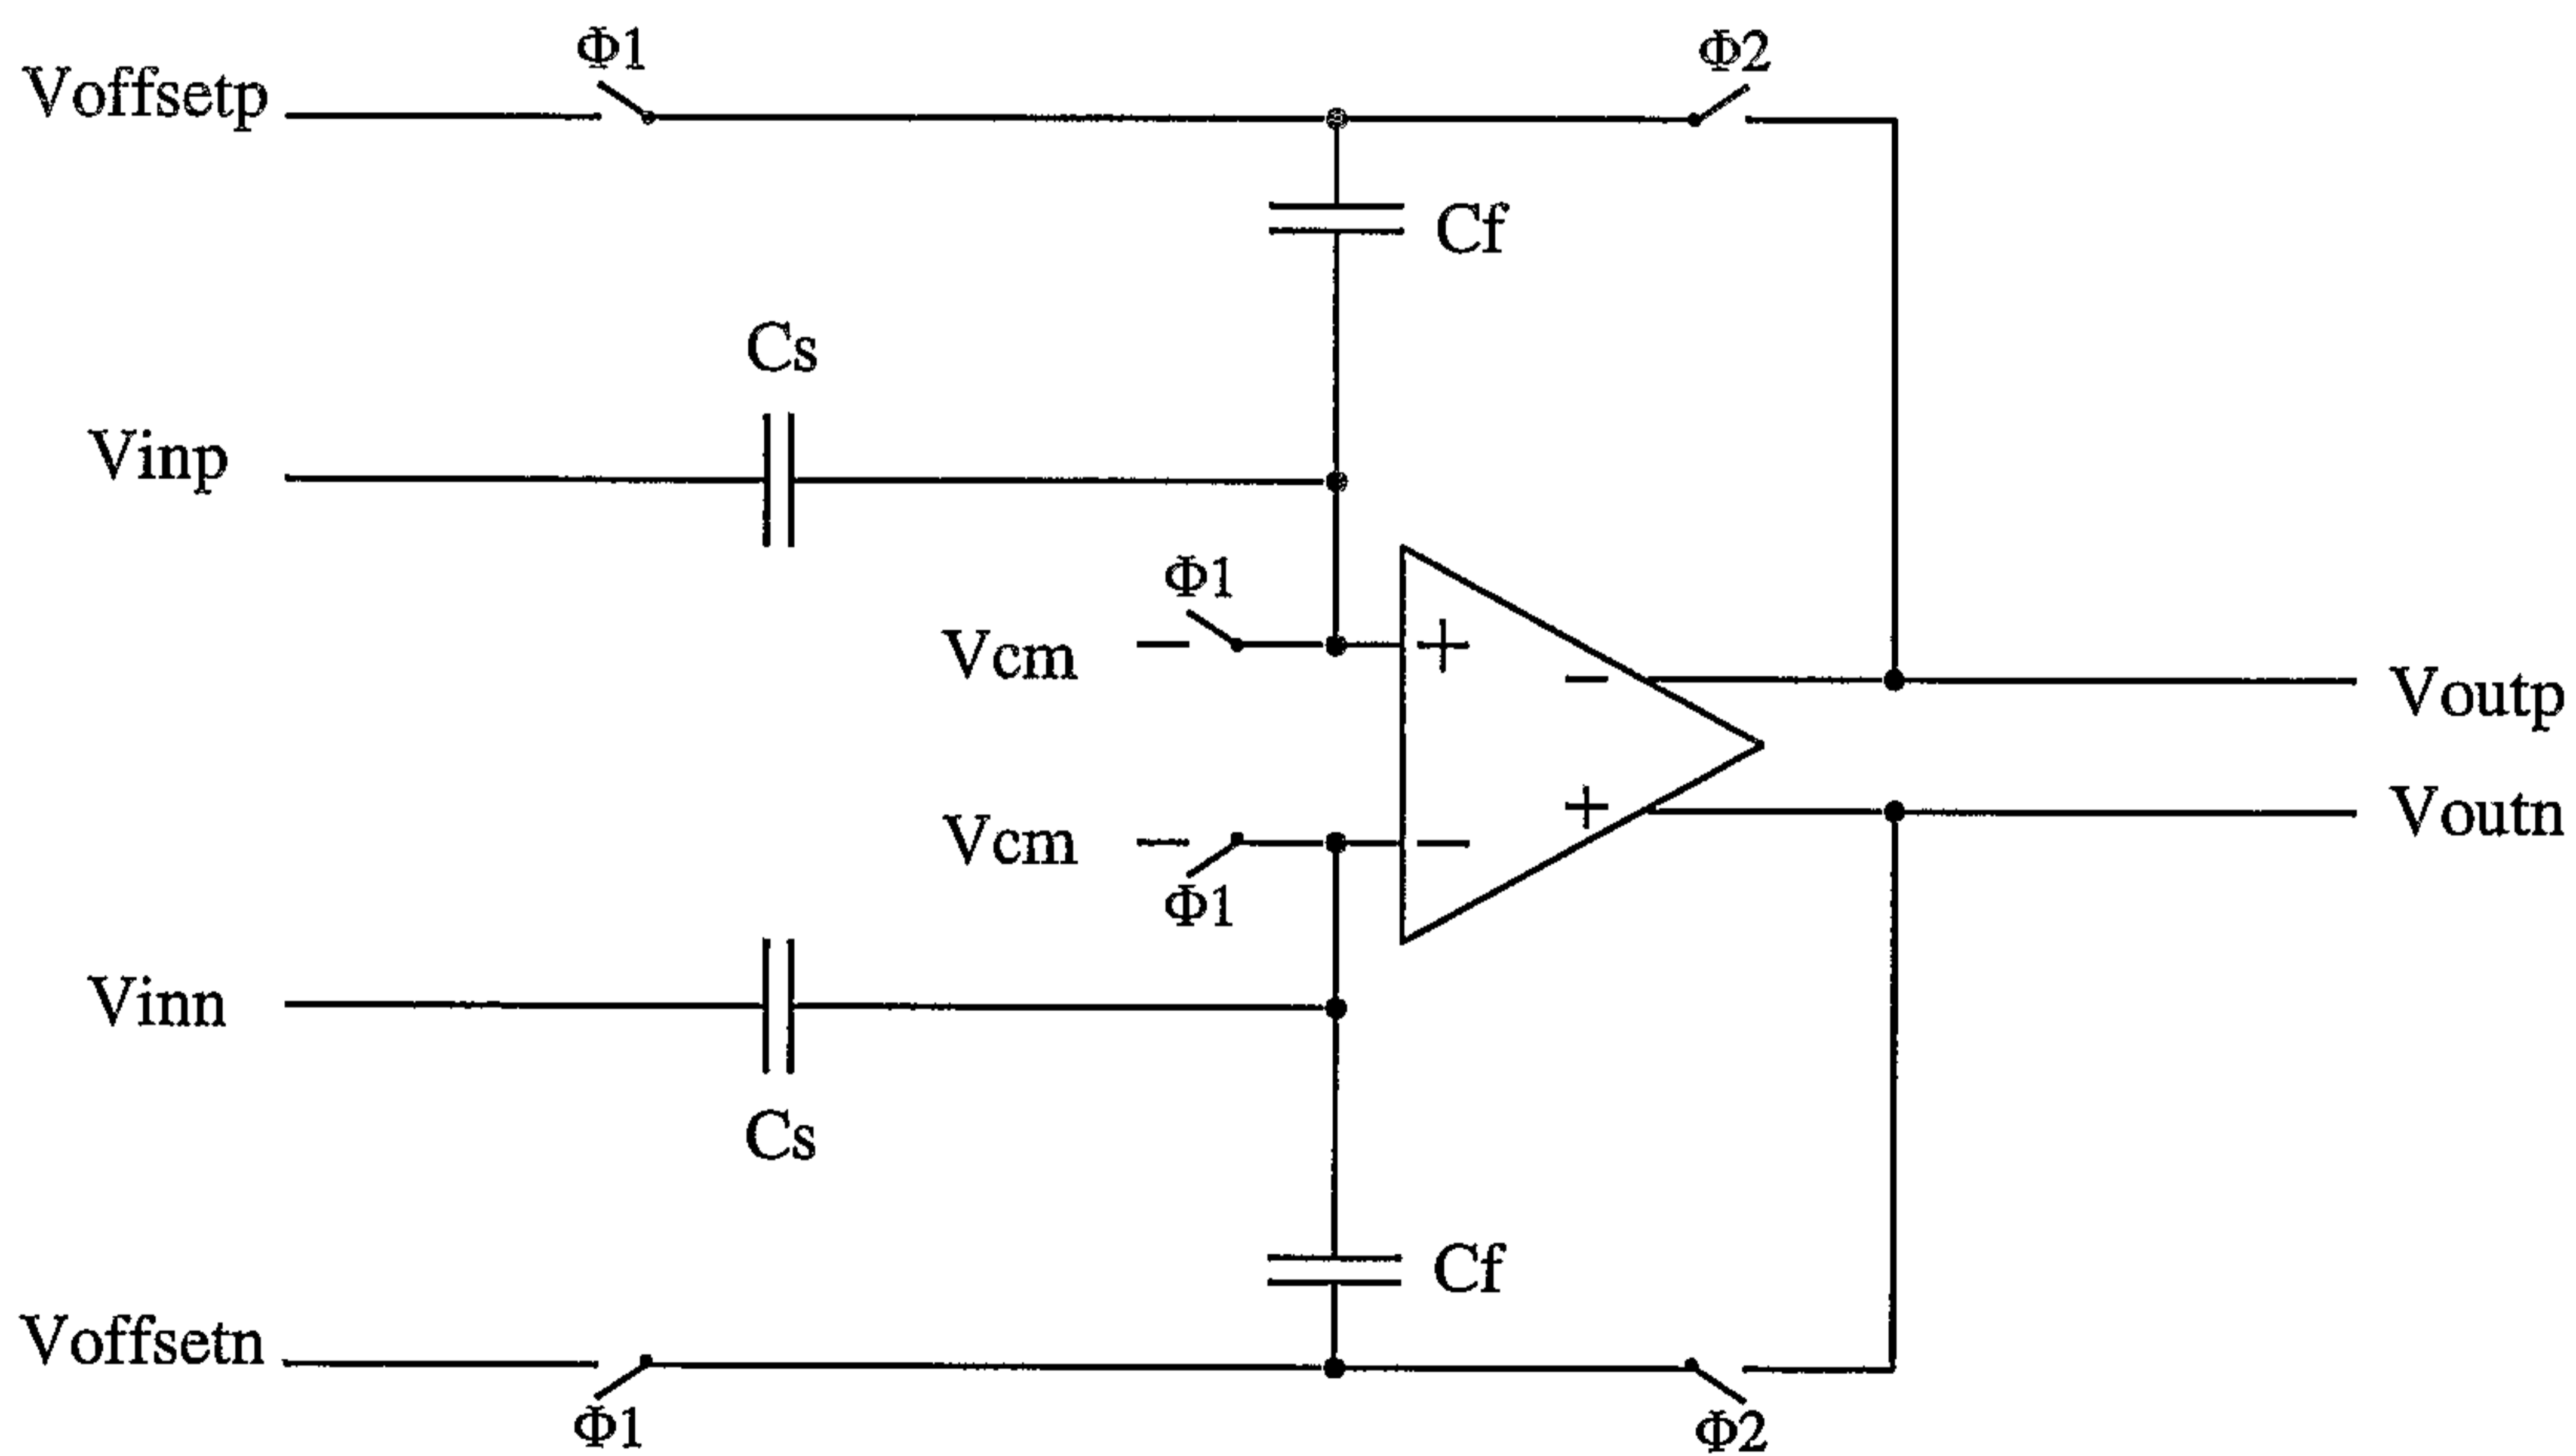 Φ1
Φ2
Voffsetp
Cf
Cs
Vinp
Φ1
Vcm
+
−
Voutp
Vcm
−
+
Voutn
Φ1
Vinn
Cs
Cf
Voffsetn
Φ1
Φ2